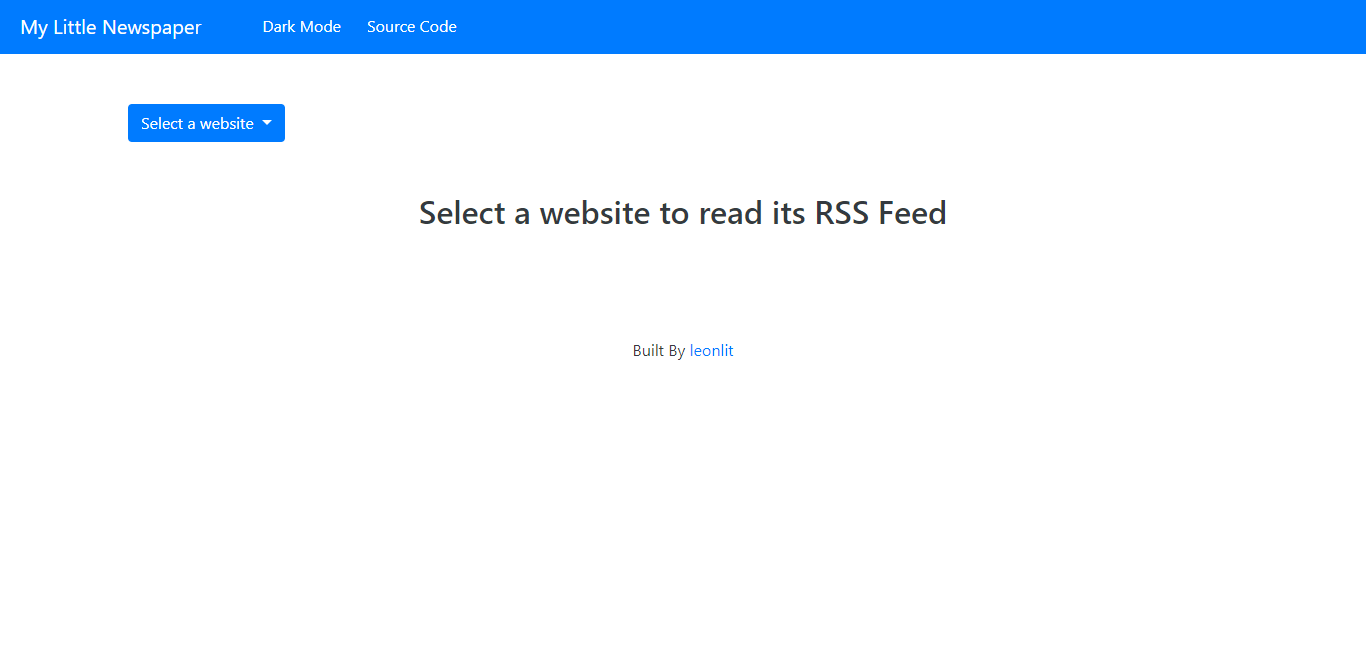 My Little Newspaper Dark Mode Source Code
Select a website
Select a website to read its RSS Feed
Built By leonlit